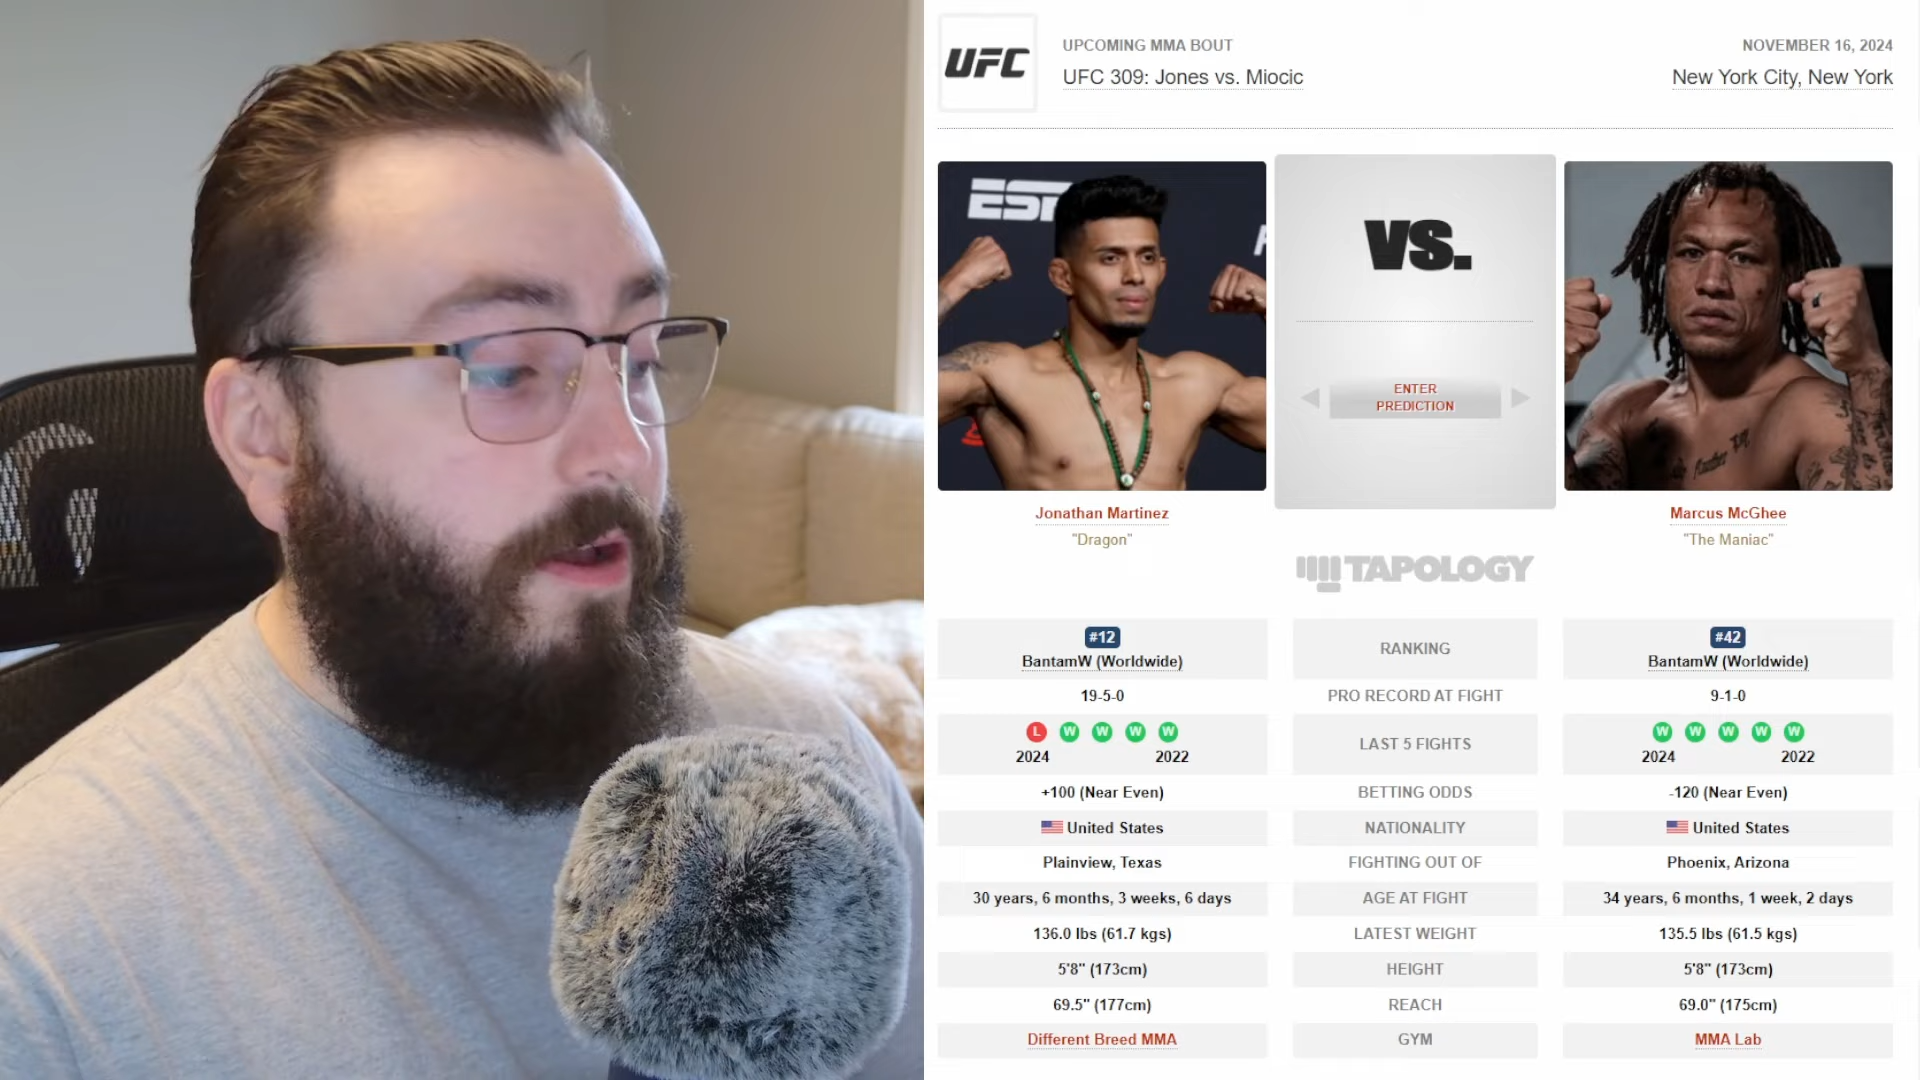 UFC
UPCOMING MMA BOUT
UFC 309: Jones vs. Miocic
NOVEMBER 16, 2024
New York City, New York
ESP
VS.
ENTER
PREDICTION
Jonathan Martinez
"Dragon"
Marcus McGhee
"The Maniac"
TAPOLOGY
#12
BantamW (Worldwide)
RANKING
#42
BantamW (Worldwide)
19-5-0
PRO RECORD AT FIGHT
9-1-0
L W W W W
2024 2022
LAST 5 FIGHTS
W W W W W
2024 2022
+100 (Near Even)
BETTING ODDS
-120 (Near Even)
United States
NATIONALITY
United States
Plainview, Texas
FIGHTING OUT OF
Phoenix, Arizona
30 years, 6 months, 3 weeks, 6 days
AGE AT FIGHT
34 years, 6 months, 1 week, 2 days
136.0 lbs (61.7 kgs)
LATEST WEIGHT
135.5 lbs (61.5 kgs)
5'8" (173cm)
HEIGHT
5'8" (173cm)
69.5" (177cm)
REACH
69.0" (175cm)
Different Breed MMA
GYM
MMA Lab